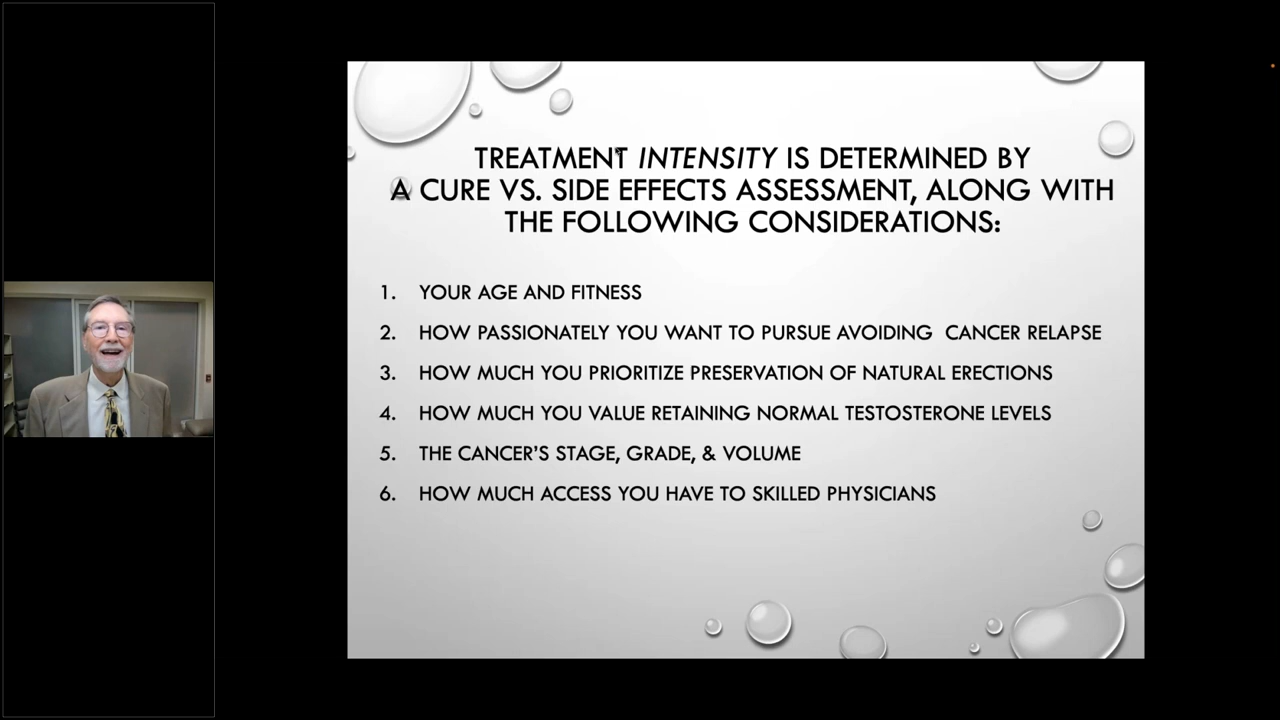 TREATMENT INTENSITY IS DETERMINED BY
A CURE VS. SIDE EFFECTS ASSESSMENT, ALONG WITH
THE FOLLOWING CONSIDERATIONS:
1. YOUR AGE AND FITNESS
2. HOW PASSIONATELY YOU WANT TO PURSUE AVOIDING CANCER RELAPSE
3. HOW MUCH YOU PRIORITIZE PRESERVATION OF NATURAL ERECTIONS
4. HOW MUCH YOU VALUE RETAINING NORMAL TESTOSTERONE LEVELS
5. THE CANCER'S STAGE, GRADE, & VOLUME
6. HOW MUCH ACCESS YOU HAVE TO SKILLED PHYSICIANS